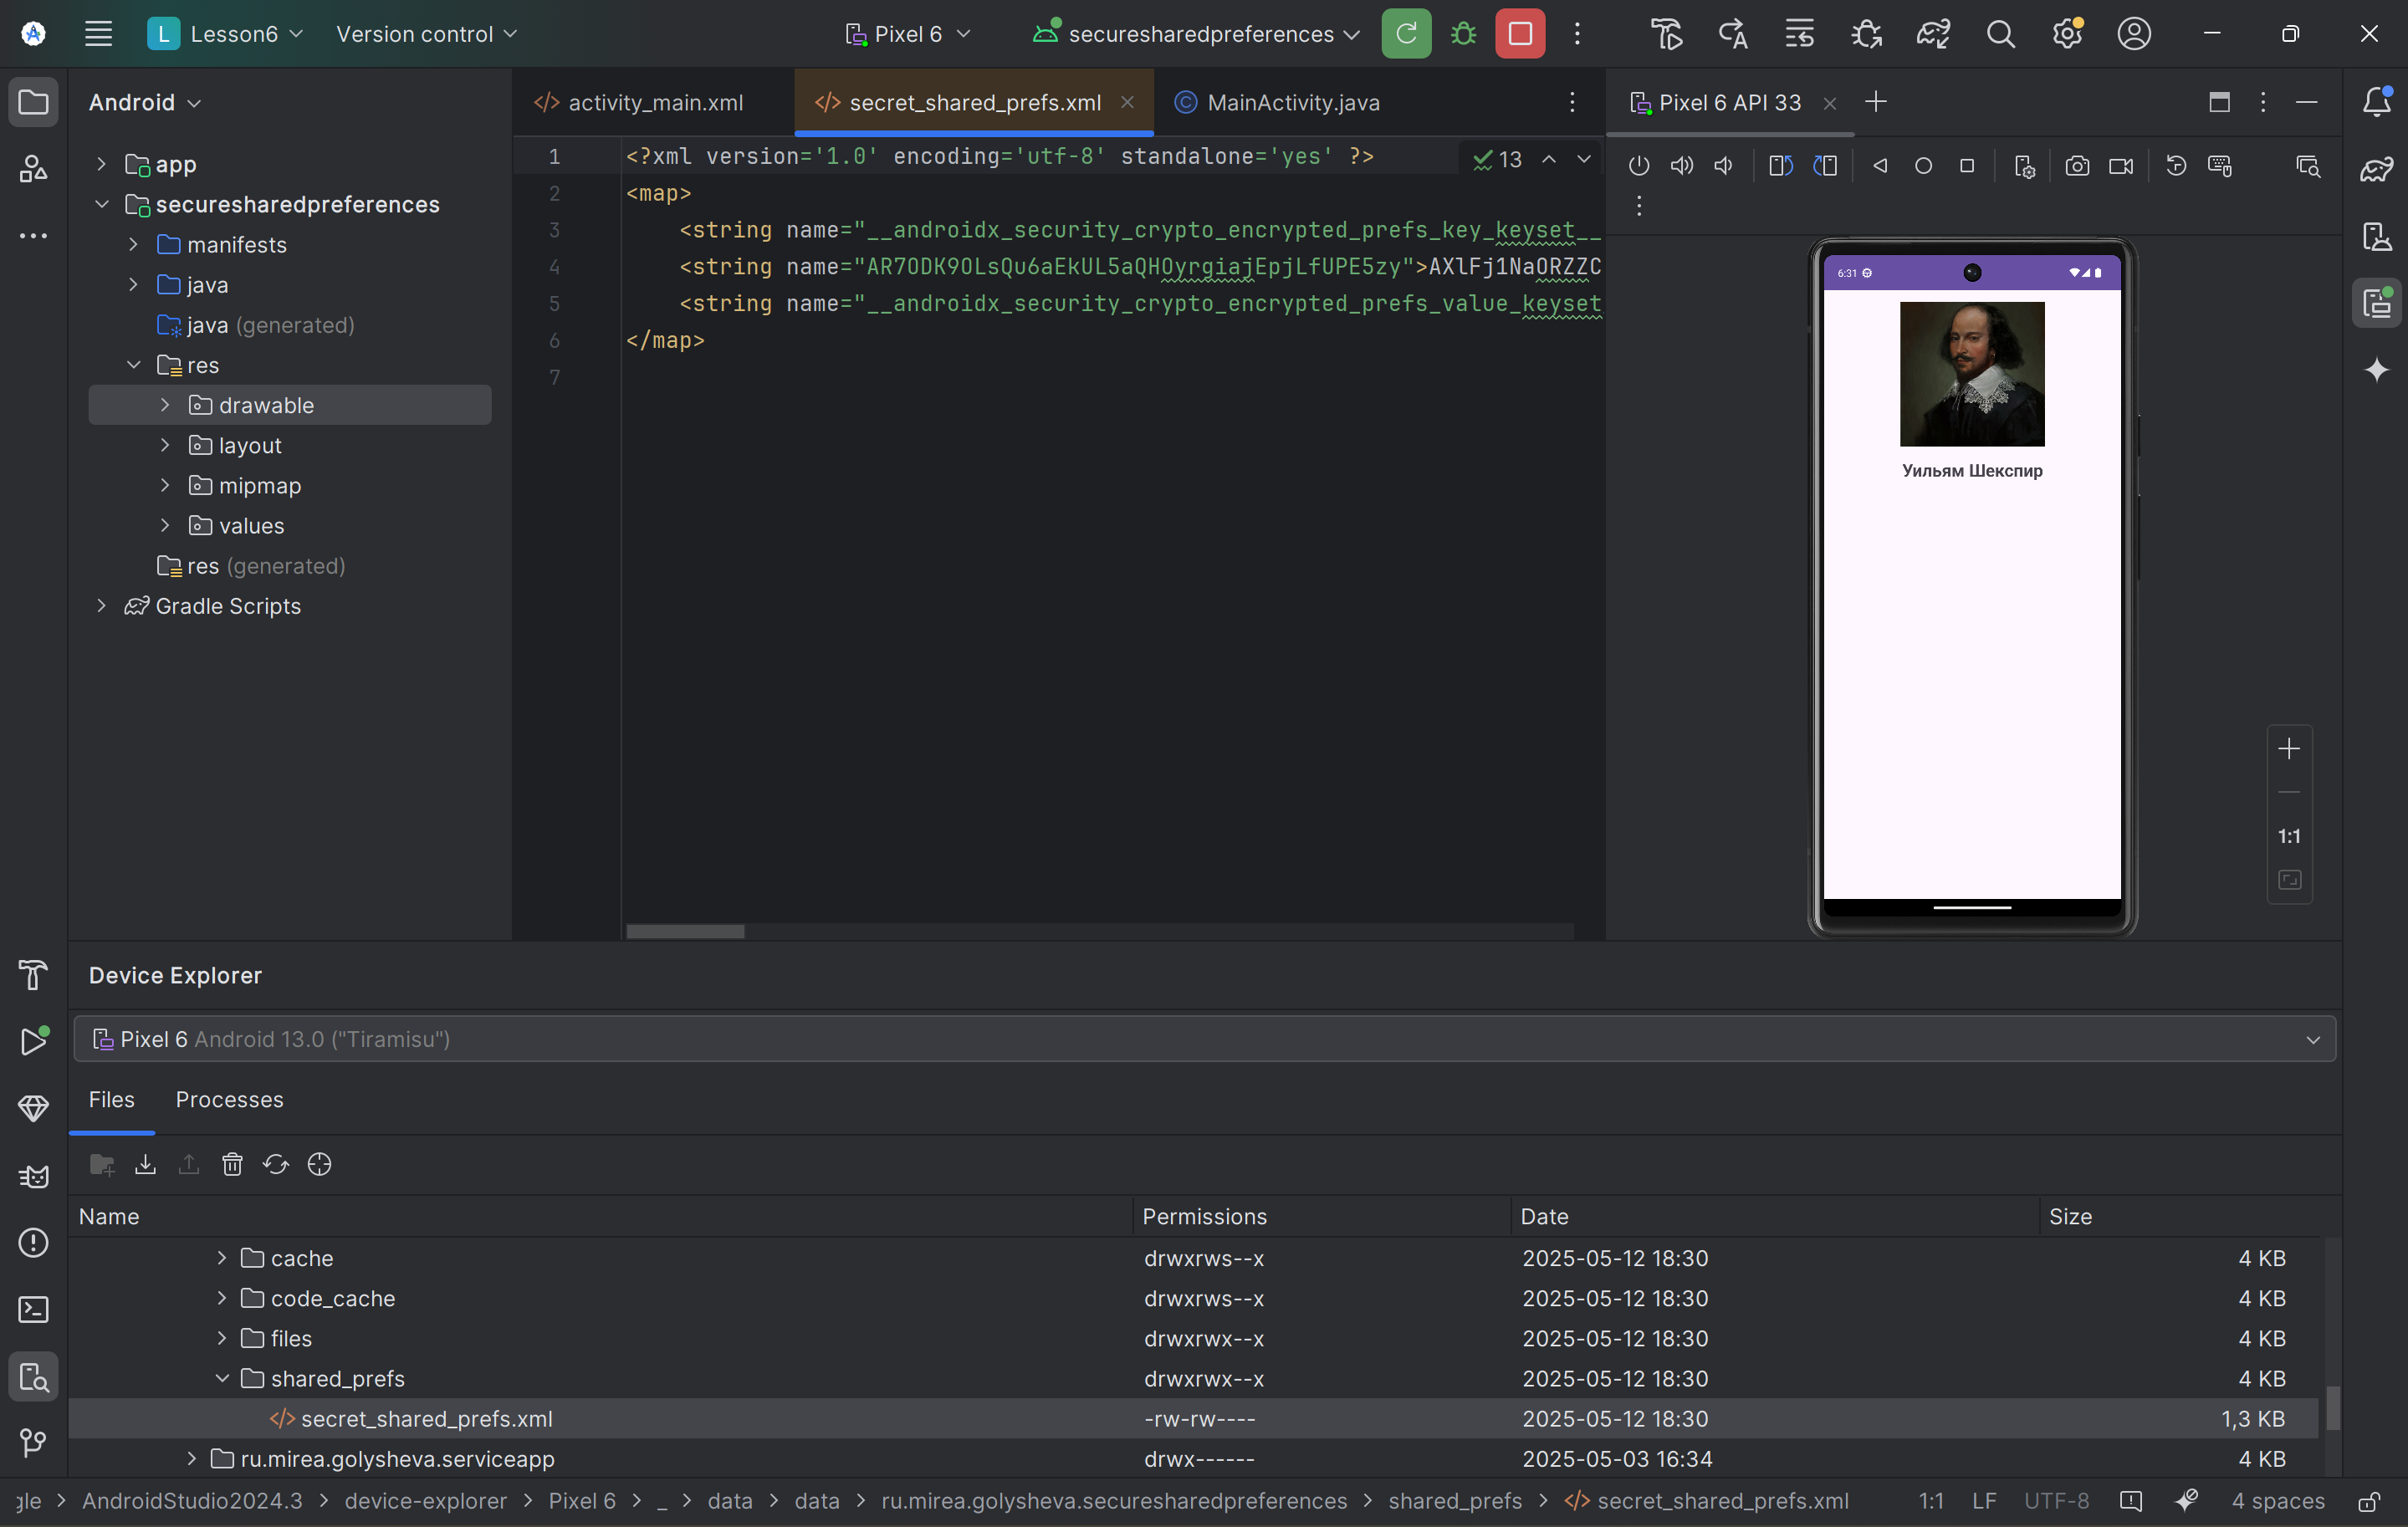 L Lesson6 Version control Pixel 6 securesharedpreferences
Android
app
securesharedpreferences
manifests
java
java (generated)
res
drawable
layout
mipmap
values
res (generated)
Gradle Scripts
activity_main.xml secret_shared_prefs.xml MainActivity.java
13
1 <?xml version='1.0' encoding='utf-8' standalone='yes' ?>
2 <map>
3 <string name="__androidx_security_crypto_encrypted_prefs_key_keyset__
4 <string name="AR7ODK9OLsQu6aEkUL5aQHOyrgiajEpjLfUPE5zy">AXlFj1NaORZZC
5 <string name="__androidx_security_crypto_encrypted_prefs_value_keyset
6 </map>
7
Pixel 6 API 33
6:31
Уильям Шекспир
1:1
Device Explorer
Pixel 6 Android 13.0 ("Tiramisu")
Files Processes
Name Permissions Date Size
cache drwxrws--x 2025-05-12 18:30 4 KB
code_cache drwxrws--x 2025-05-12 18:30 4 KB
files drwxrwx--x 2025-05-12 18:30 4 KB
shared_prefs drwxrwx--x 2025-05-12 18:30 4 KB
secret_shared_prefs.xml -rw-rw---- 2025-05-12 18:30 1,3 KB
ru.mirea.golysheva.serviceapp drwx------ 2025-05-03 16:34 4 KB
gle > AndroidStudio2024.3 > device-explorer > Pixel 6 > _ > data > data > ru.mirea.golysheva.securesharedpreferences > shared_prefs > secret_shared_prefs.xml 1:1 LF UTF-8 4 spaces